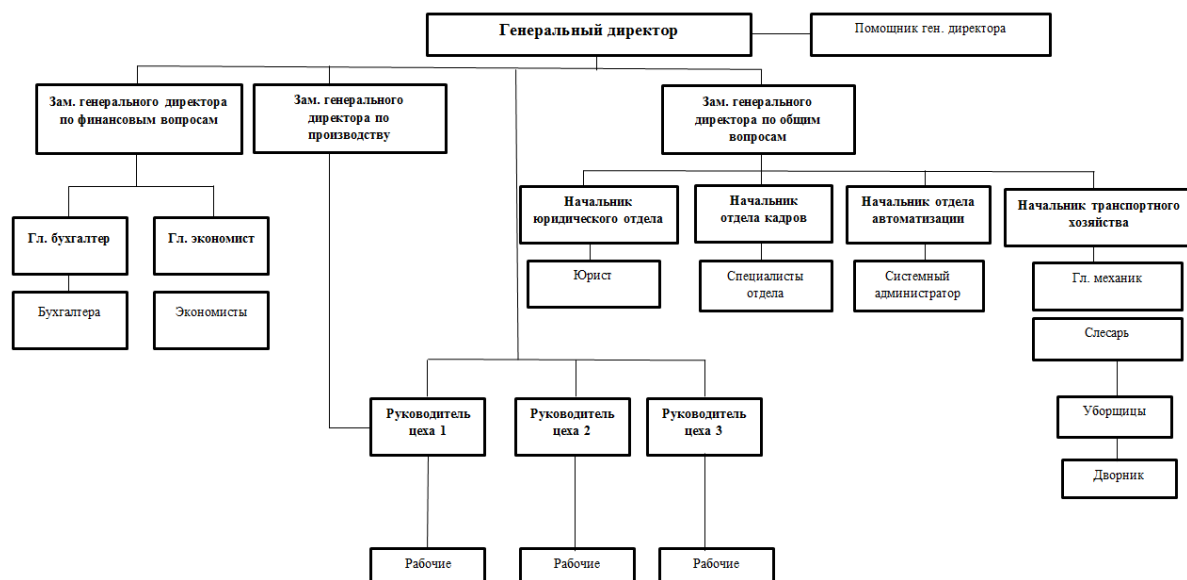 Генеральный директор
Помощник ген. директора
Зам. генерального директора
по финансовым вопросам
Зам. генерального
директора по
производству
Зам. генерального
директора по общим
вопросам
Начальник
юридического отдела
Начальник
отдела кадров
Начальник отдела
автоматизации
Начальник транспортного
хозяйства
Гл. бухгалтер
Гл. экономист
Юрист
Специалисты
отдела
Системный
администратор
Гл. механик
Бухгалтера
Экономисты
Слесарь
Руководитель
цеха 1
Руководитель
цеха 2
Руководитель
цеха 3
Уборщицы
Дворник
Рабочие
Рабочие
Рабочие